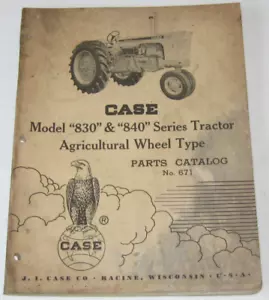 CASE
Model "830" & "840" Series Tractor
Agricultural Wheel Type
PARTS CATALOG
No. 671
®
CASE
J. I. CASE CO. - RACINE, WISCONSIN - U·S·A·